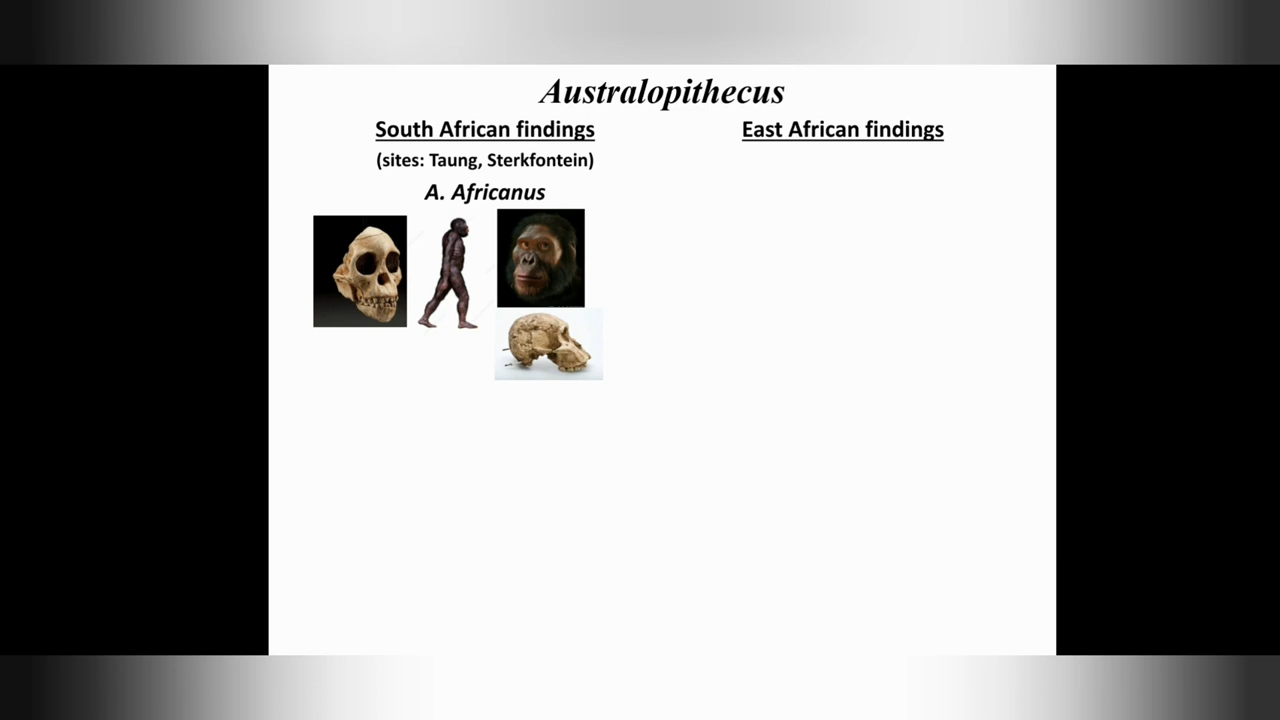 Australopithecus
South African findings
East African findings
(sites: Taung, Sterkfontein)
A. Africanus